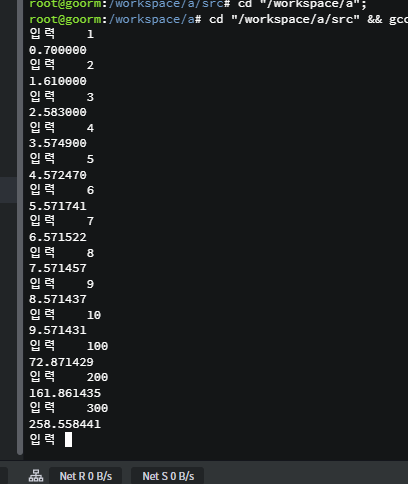 root@goorm:/workspace/a/src# cd "/workspace/a";
root@goorm:/workspace/a# cd "/workspace/a/src" && gcc
입력 1
0.700000
입력 2
1.610000
입력 3
2.583000
입력 4
3.574900
입력 5
4.572470
입력 6
5.571741
입력 7
6.571522
입력 8
7.571457
입력 9
8.571437
입력 10
9.571431
입력 100
72.871429
입력 200
161.861435
입력 300
258.558441
입력
Net R 0 B/s Net S 0 B/s